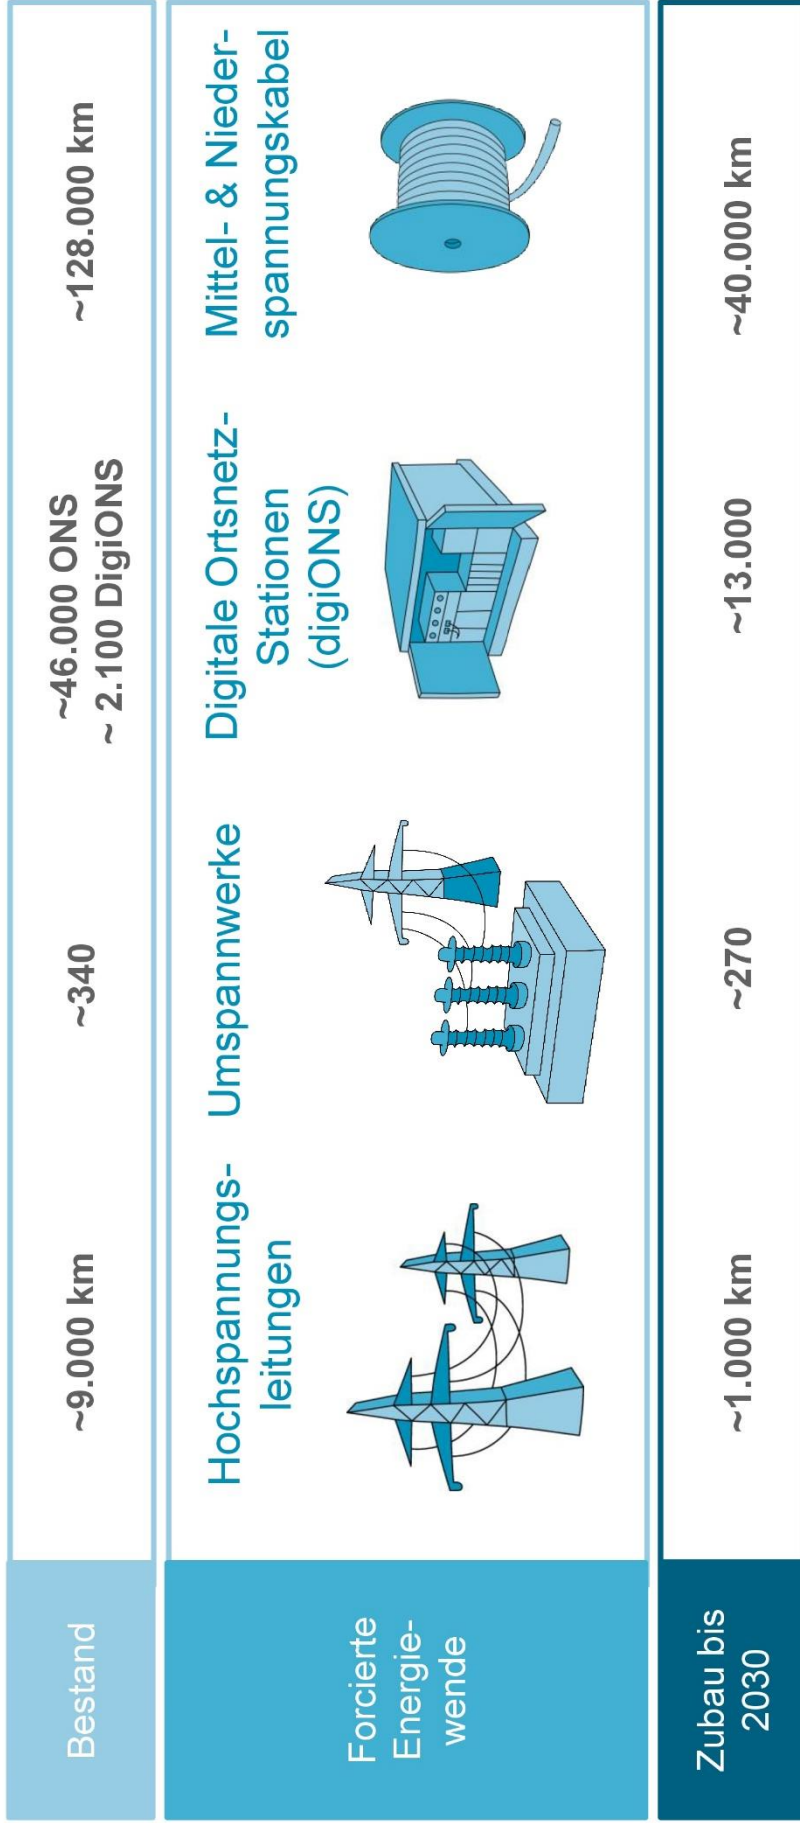 Bestand
~9.000 km
~340
~46.000 ONS
~ 2.100 DigiONS
~128.000 km
Forcierte
Energie-
wende
Hochspannungs-
leitungen
Umspannwerke
Digitale Ortsnetz-
Stationen
(digiONS)
Mittel- & Nieder-
spannungskabel
Zubau bis
2030
~1.000 km
~270
~13.000
~40.000 km